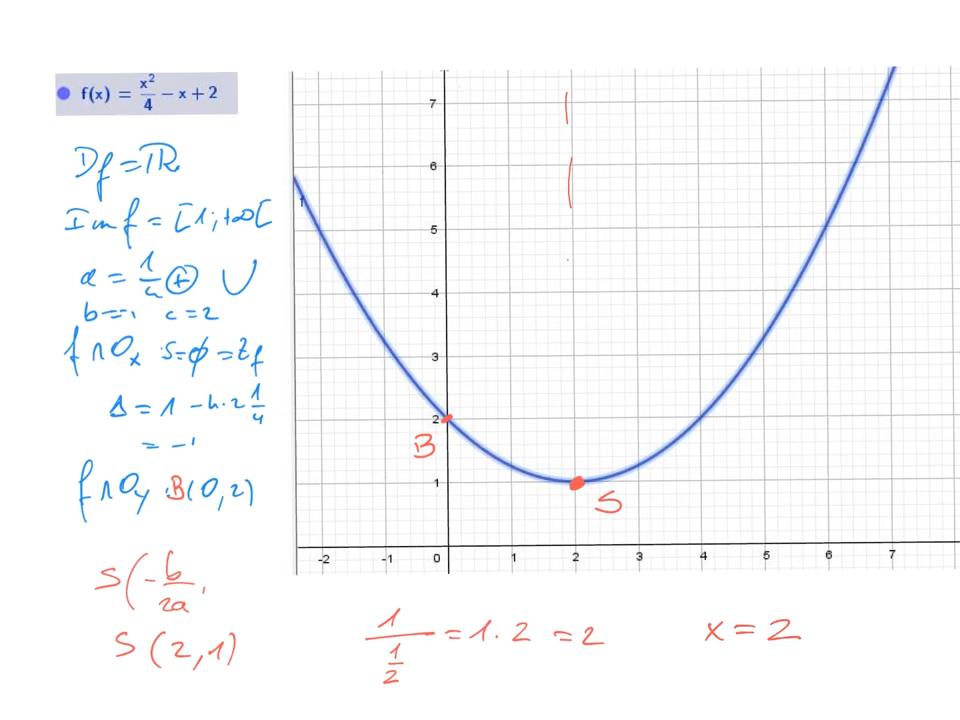 f(x) = x²/4 − x + 2
Df = ℝ
Im f = [1; +∞[
a = 1/4 ⊕ ∪
b = −1 c = 2
f ∩ Ox S = ϕ = Zf
Δ = 1 − 4·2 1/4
= −1
f ∩ Oy B(0,2)
S(−b/2a,
S(2,1)
1/(1/2) = 1·2 = 2
x = 2
7
6
5
4
3
2
1
B
S
-2 -1 0 1 2 3 4 5 6 7